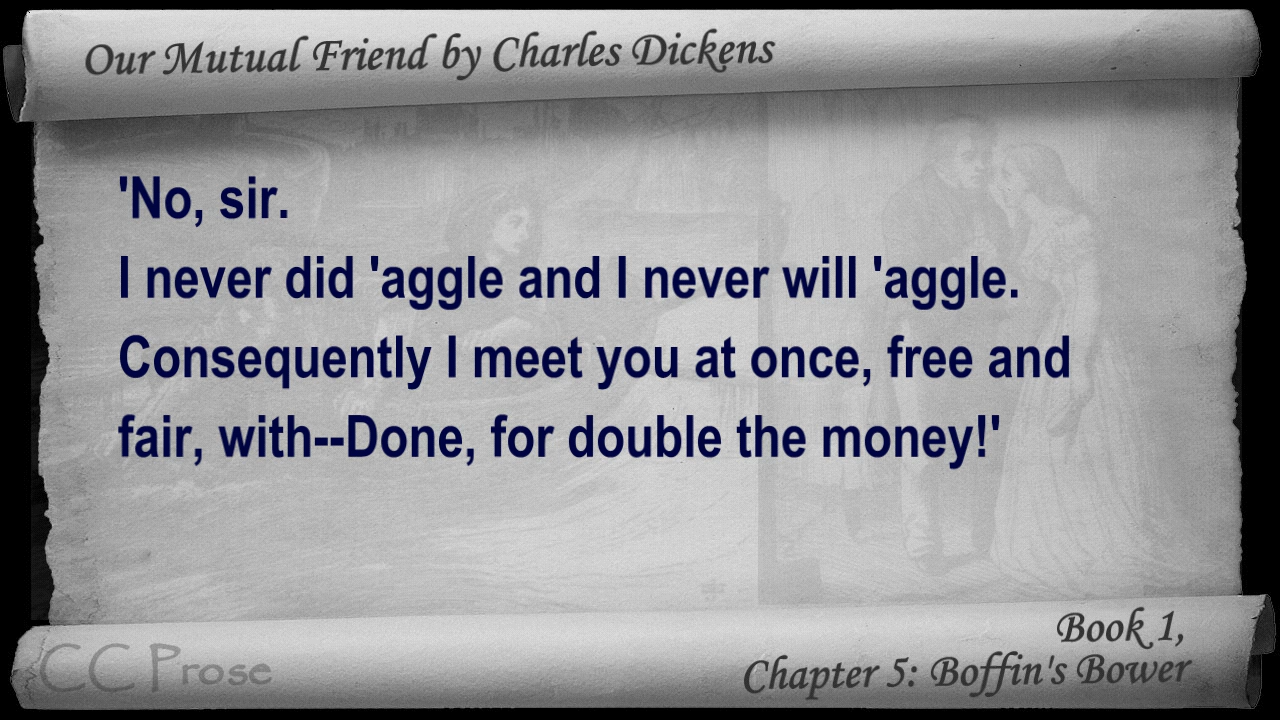 Our Mutual Friend by Charles Dickens
'No, sir.
I never did 'aggle and I never will 'aggle.
Consequently I meet you at once, free and
fair, with--Done, for double the money!'
Book 1,
CC Prose
Chapter 5: Boffin's Bower